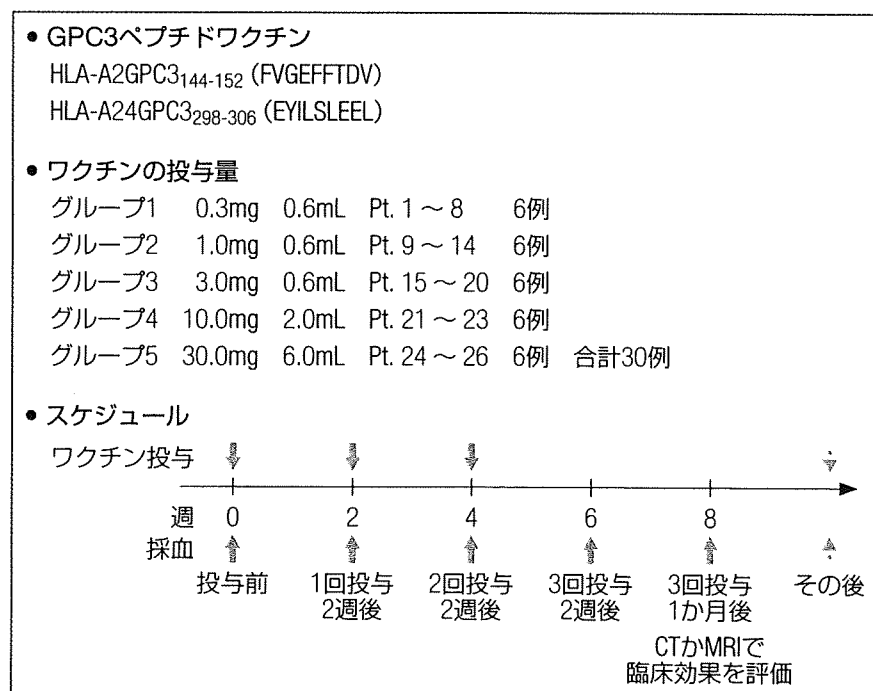 ● GPC3ペプチドワクチン
HLA-A2GPC3144-152 (FVGEFFTDV)
HLA-A24GPC3298-306 (EYILSLEEL)
● ワクチンの投与量
グループ1 0.3mg 0.6mL Pt. 1 ～ 8 6例
グループ2 1.0mg 0.6mL Pt. 9 ～ 14 6例
グループ3 3.0mg 0.6mL Pt. 15 ～ 20 6例
グループ4 10.0mg 2.0mL Pt. 21 ～ 23 6例
グループ5 30.0mg 6.0mL Pt. 24 ～ 26 6例 合計30例
● スケジュール
ワクチン投与
週 0 2 4 6 8
採血
投与前 1回投与 2回投与 3回投与 3回投与 その後
2週後 2週後 2週後 1か月後
CTかMRIで
臨床効果を評価